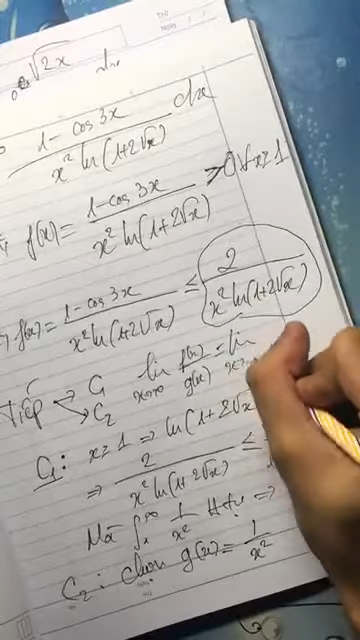 √2x
1 - cos 3x / x² ln(1+2√x) dx
f(x) = 1 - cos 3x / x² ln(1+2√x) ≥ 0 ∀x ≥ 1
f(x) = 1 - cos 3x / x² ln(1+2√x) ≤ 2 / x² ln(1+2√x)
Tiếp → C₁ lim x→∞ f(x)/g(x) ≤ lim
→ C₂
C₁: x ≥ 1 ⇒ ln(1+2√x
⇒ 2 / x² ln(1+2√x) ≤
Mà ∫₁^∞ 1/x² HTu ⇒
C₂: chọn g(x) = 1/x²